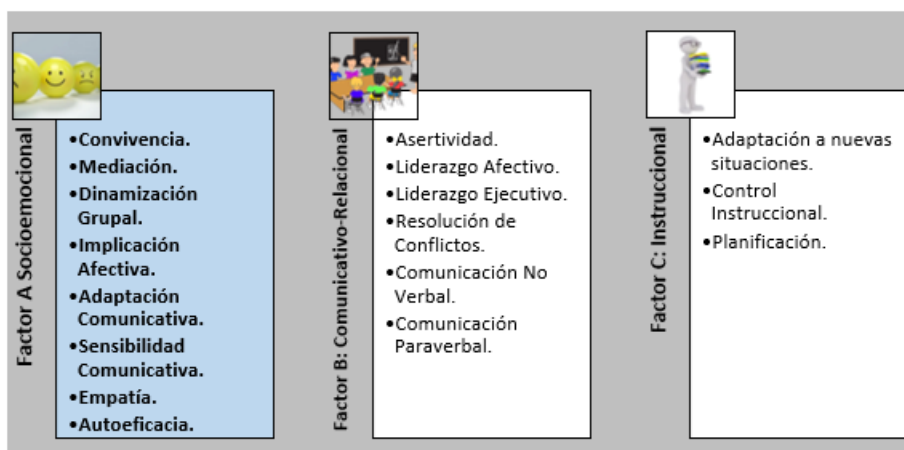 Factor A Socioemocional
•Convivencia.
•Mediación.
•Dinamización
Grupal.
•Implicación
Afectiva.
•Adaptación
Comunicativa.
•Sensibilidad
Comunicativa.
•Empatía.
•Autoeficacia.
Factor B: Comunicativo-Relacional
•Asertividad.
•Liderazgo Afectivo.
•Liderazgo Ejecutivo.
•Resolución de
Conflictos.
•Comunicación No
Verbal.
•Comunicación
Paraverbal.
Factor C: Instruccional
•Adaptación a nuevas
situaciones.
•Control
Instruccional.
•Planificación.